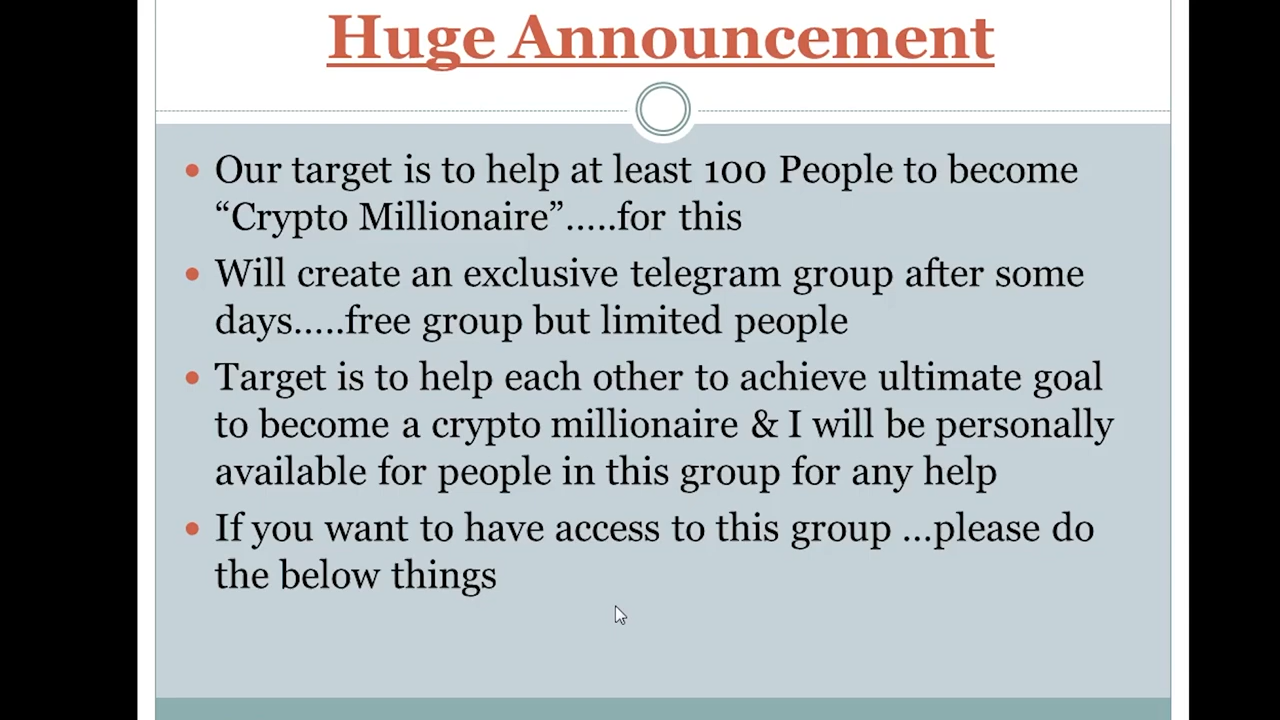 Huge Announcement
• Our target is to help at least 100 People to become
“Crypto Millionaire”.....for this
• Will create an exclusive telegram group after some
days.....free group but limited people
• Target is to help each other to achieve ultimate goal
to become a crypto millionaire & I will be personally
available for people in this group for any help
• If you want to have access to this group ...please do
the below things